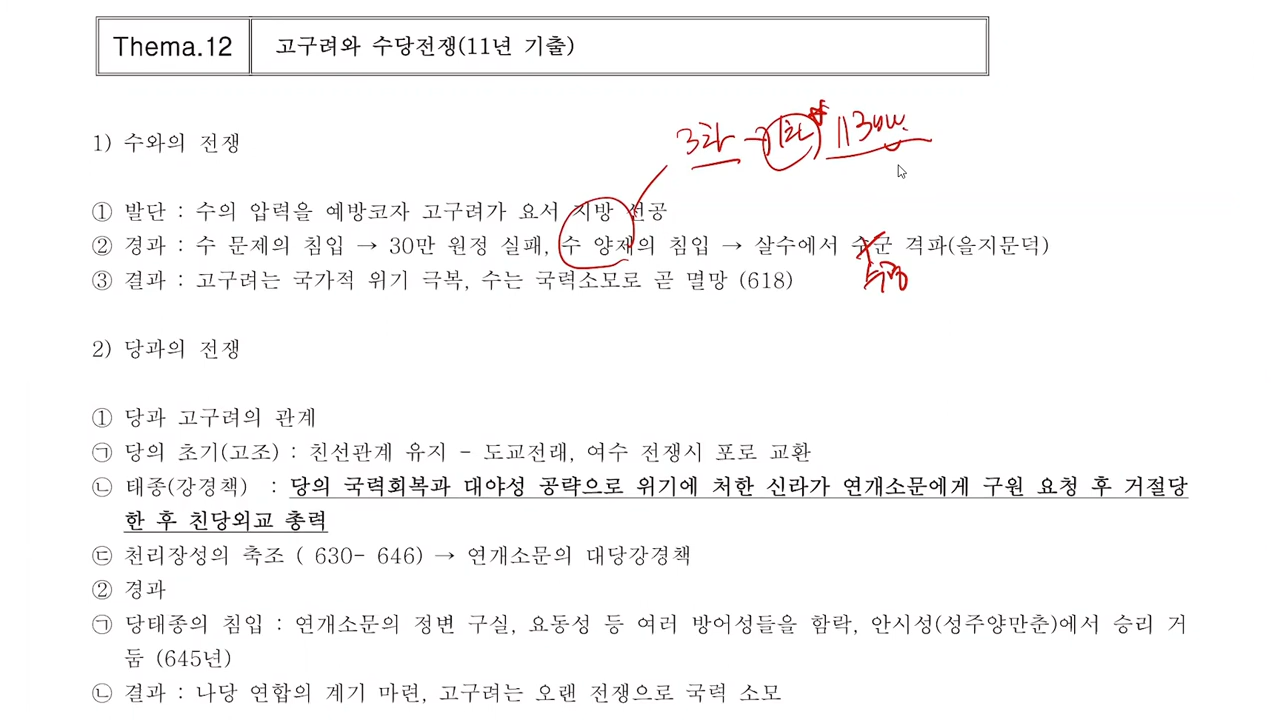 Thema.12 고구려와 수당전쟁(11년 기출)
3차 1차 113만
1) 수와의 전쟁
① 발단 : 수의 압력을 예방코자 고구려가 요서 지방 선공
② 경과 : 수 문제의 침입 → 30만 원정 실패, 수 양제의 침입 → 살수에서 수군 격파(을지문덕)
③ 결과 : 고구려는 국가적 위기 극복, 수는 국력소모로 곧 멸망 (618)
2) 당과의 전쟁
① 당과 고구려의 관계
㉠ 당의 초기(고조) : 친선관계 유지 - 도교전래, 여수 전쟁시 포로 교환
㉡ 태종(강경책) : 당의 국력회복과 대야성 공략으로 위기에 처한 신라가 연개소문에게 구원 요청 후 거절당
한 후 친당외교 총력
㉢ 천리장성의 축조 ( 630- 646) → 연개소문의 대당강경책
② 경과
㉠ 당태종의 침입 : 연개소문의 정변 구실, 요동성 등 여러 방어성들을 함락, 안시성(성주양만춘)에서 승리 거
둠 (645년)
㉡ 결과 : 나당 연합의 계기 마련, 고구려는 오랜 전쟁으로 국력 소모